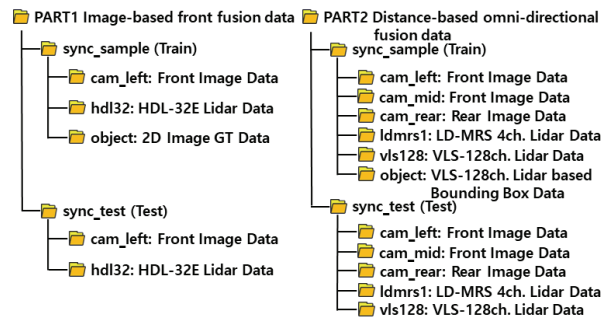 PART1 Image-based front fusion data
sync_sample (Train)
cam_left: Front Image Data
hdl32: HDL-32E Lidar Data
object: 2D Image GT Data
sync_test (Test)
cam_left: Front Image Data
hdl32: HDL-32E Lidar Data
PART2 Distance-based omni-directional
fusion data
sync_sample (Train)
cam_left: Front Image Data
cam_mid: Front Image Data
cam_rear: Rear Image Data
ldmrs1: LD-MRS 4ch. Lidar Data
vls128: VLS-128ch. Lidar Data
object: VLS-128ch. Lidar based
Bounding Box Data
sync_test (Test)
cam_left: Front Image Data
cam_mid: Front Image Data
cam_rear: Rear Image Data
ldmrs1: LD-MRS 4ch. Lidar Data
vls128: VLS-128ch. Lidar Data